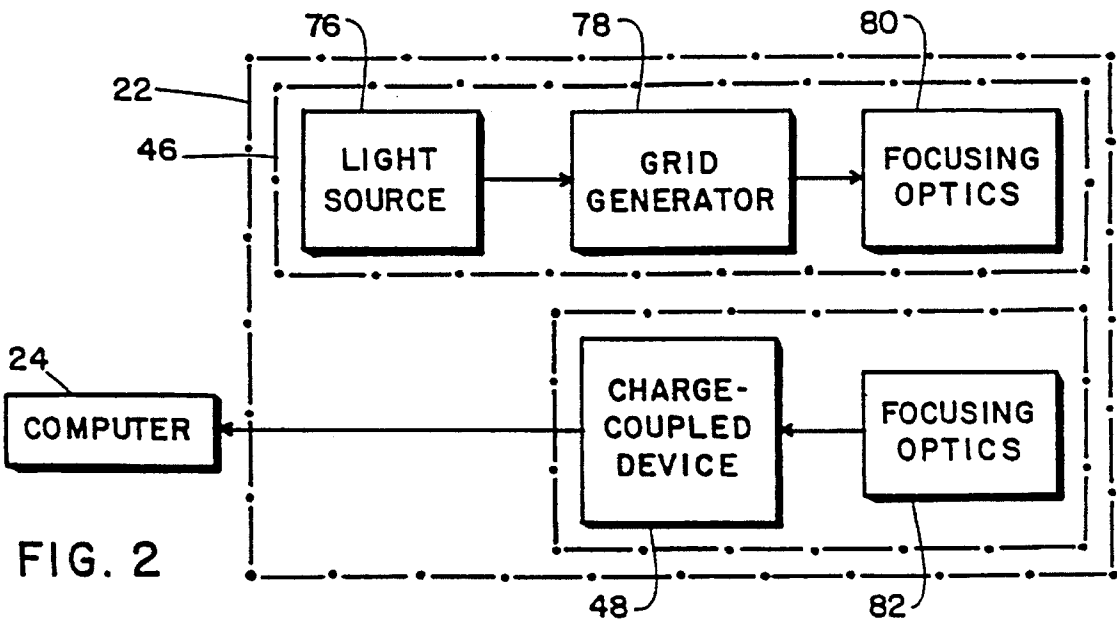 76
78
80
22
46
LIGHT
SOURCE
GRID
GENERATOR
FOCUSING
OPTICS
24
COMPUTER
CHARGE-
COUPLED
DEVICE
FOCUSING
OPTICS
FIG. 2
48
82